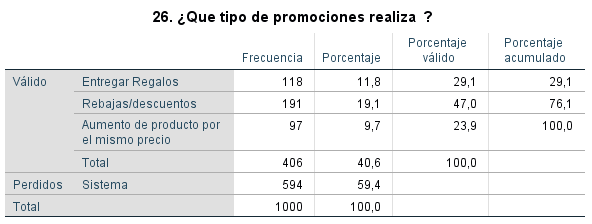 26. ¿Que tipo de promociones realiza ?
Frecuencia Porcentaje Porcentaje válido Porcentaje acumulado
Válido Entregar Regalos 118 11,8 29,1 29,1
Rebajas/descuentos 191 19,1 47,0 76,1
Aumento de producto por el mismo precio 97 9,7 23,9 100,0
Total 406 40,6 100,0
Perdidos Sistema 594 59,4
Total 1000 100,0